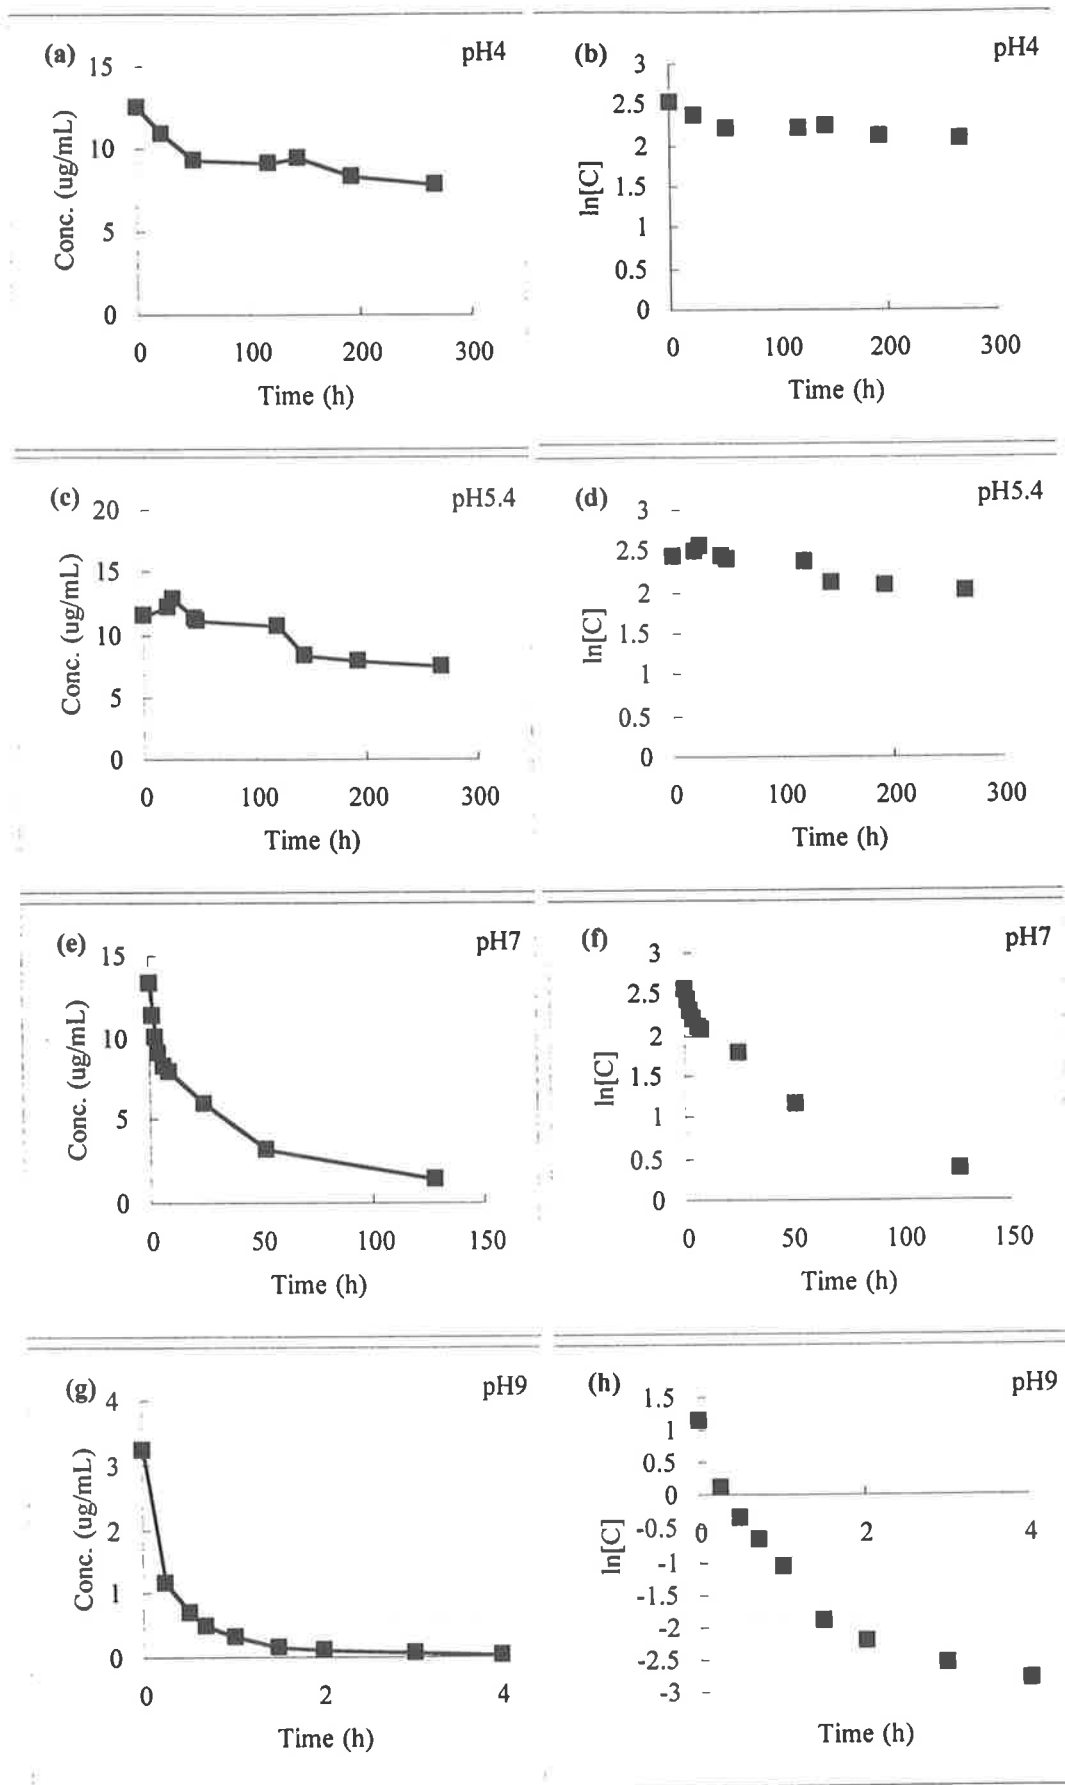 (a) pH4
15
10
5
0
Conc. (ug/mL)
0 100 200 300
Time (h)
(b) pH4
3
2.5
2
1.5
1
0.5
0
ln[C]
0 100 200 300
Time (h)
(c) pH5.4
20
15
10
5
0
Conc. (ug/mL)
0 100 200 300
Time (h)
(d) pH5.4
3
2.5
2
1.5
1
0.5
0
ln[C]
0 100 200 300
Time (h)
(e) pH7
15
10
5
0
Conc. (ug/mL)
0 50 100 150
Time (h)
(f) pH7
3
2.5
2
1.5
1
0.5
0
ln[C]
0 50 100 150
Time (h)
(g) pH9
4
3
2
1
0
Conc. (ug/mL)
0 2 4
Time (h)
(h) pH9
1.5
1
0.5
0
-0.5
-1
-1.5
-2
-2.5
-3
ln[C]
0 2 4
Time (h)